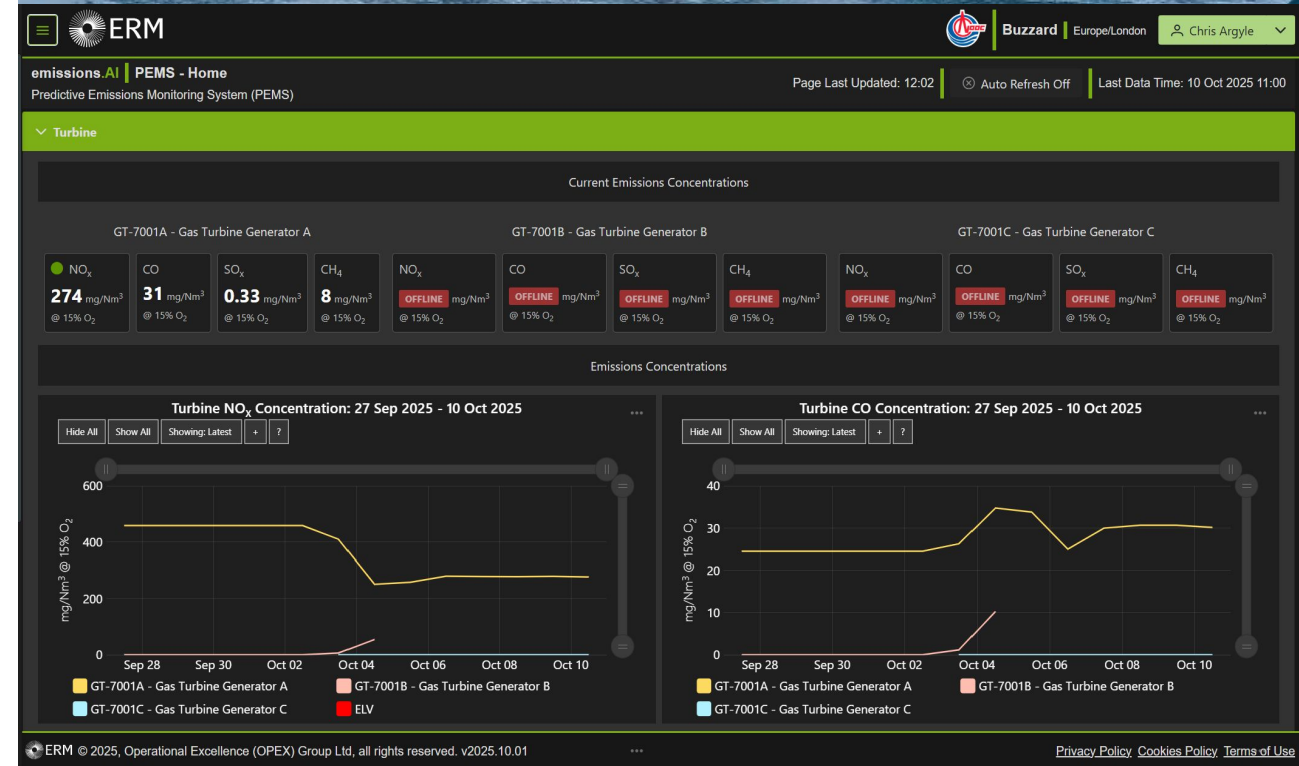 ERM
Buzzard Europe/London Chris Argyle
emissions.AI PEMS - Home
Predictive Emissions Monitoring System (PEMS)
Page Last Updated: 12:02 Auto Refresh Off Last Data Time: 10 Oct 2025 11:00
Turbine
Current Emissions Concentrations
GT-7001A - Gas Turbine Generator A
NOx CO SOx CH4
274 mg/Nm³ 31 mg/Nm³ 0.33 mg/Nm³ 8 mg/Nm³
@ 15% O2 @ 15% O2 @ 15% O2 @ 15% O2
GT-7001B - Gas Turbine Generator B
NOx CO SOx CH4
OFFLINE mg/Nm³ OFFLINE mg/Nm³ OFFLINE mg/Nm³ OFFLINE mg/Nm³
@ 15% O2 @ 15% O2 @ 15% O2 @ 15% O2
GT-7001C - Gas Turbine Generator C
NOx CO SOx CH4
OFFLINE mg/Nm³ OFFLINE mg/Nm³ OFFLINE mg/Nm³ OFFLINE mg/Nm³
@ 15% O2 @ 15% O2 @ 15% O2 @ 15% O2
Emissions Concentrations
Turbine NOx Concentration: 27 Sep 2025 - 10 Oct 2025
Hide All Show All Showing: Latest + ?
mg/Nm³ @ 15% O2
600
400
200
0
Sep 28 Sep 30 Oct 02 Oct 04 Oct 06 Oct 08 Oct 10
GT-7001A - Gas Turbine Generator A GT-7001B - Gas Turbine Generator B
GT-7001C - Gas Turbine Generator C ELV
Turbine CO Concentration: 27 Sep 2025 - 10 Oct 2025
Hide All Show All Showing: Latest + ?
mg/Nm³ @ 15% O2
40
30
20
10
0
Sep 28 Sep 30 Oct 02 Oct 04 Oct 06 Oct 08 Oct 10
GT-7001A - Gas Turbine Generator A GT-7001B - Gas Turbine Generator B
GT-7001C - Gas Turbine Generator C
ERM © 2025, Operational Excellence (OPEX) Group Ltd, all rights reserved. v2025.10.01
Privacy Policy Cookies Policy Terms of Use